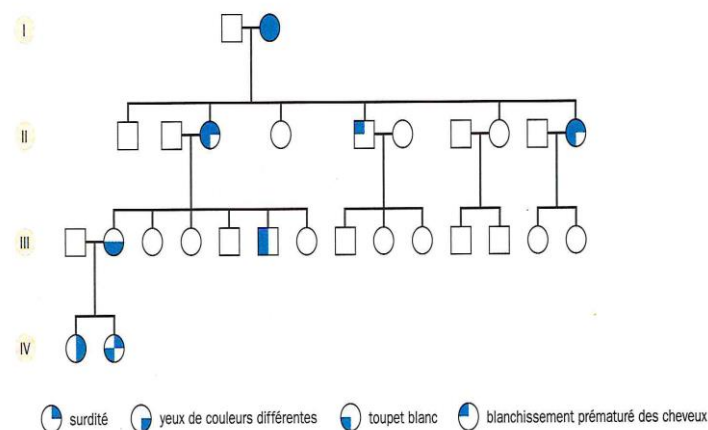 I
II
III
IV
surdité yeux de couleurs différentes toupet blanc blanchissement prématuré des cheveux